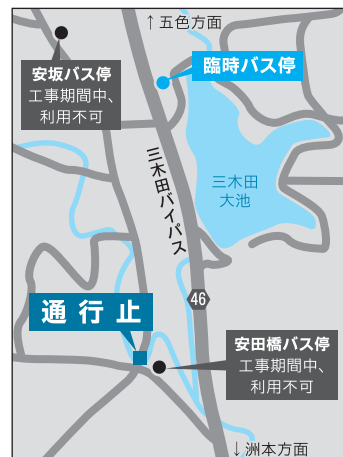 ↑五色方面
安坂バス停
工事期間中、
利用不可
臨時バス停
三木田
大池
三木田バイパス
46
通行止
安田橋バス停
工事期間中、
利用不可
↓洲本方面